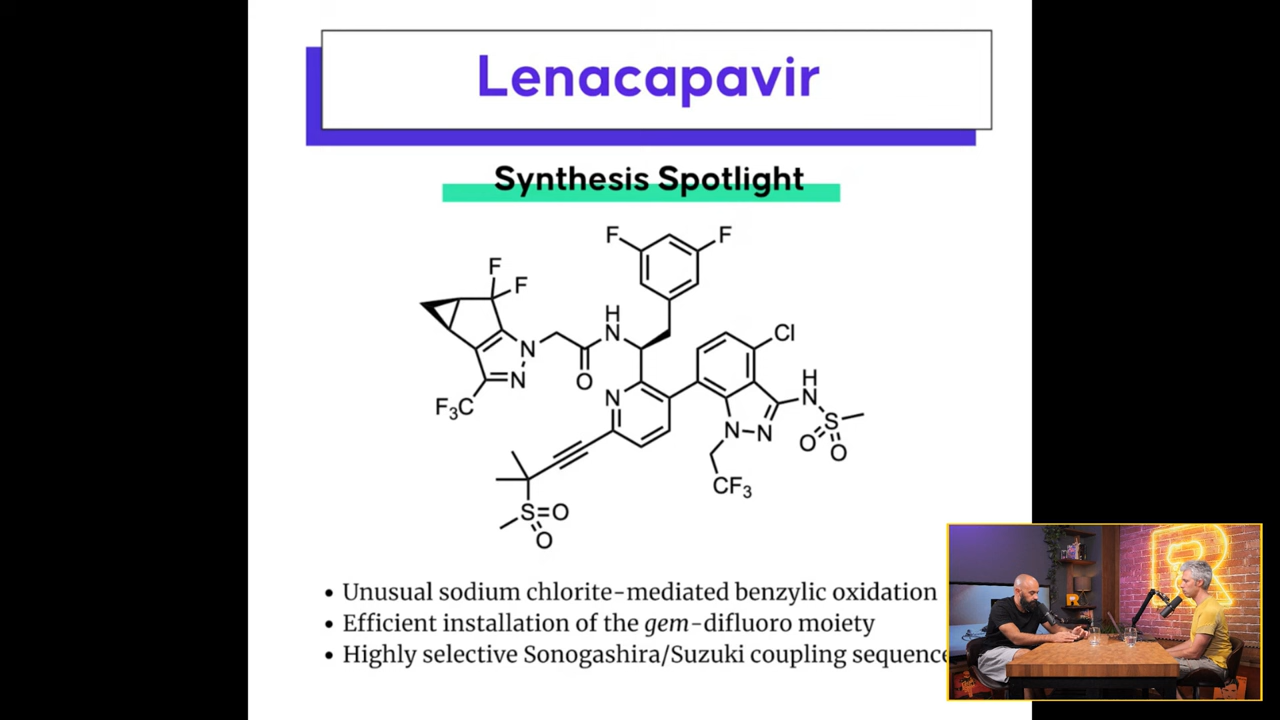 Lenacapavir
Synthesis Spotlight
F
F
F
F
H
N
N
N
O
F₃C
Cl
N
H
N
S
O
O
N
N
CF₃
S=O
O
• Unusual sodium chlorite-mediated benzylic oxidation
• Efficient installation of the gem-difluoro moiety
• Highly selective Sonogashira/Suzuki coupling sequence
R
R